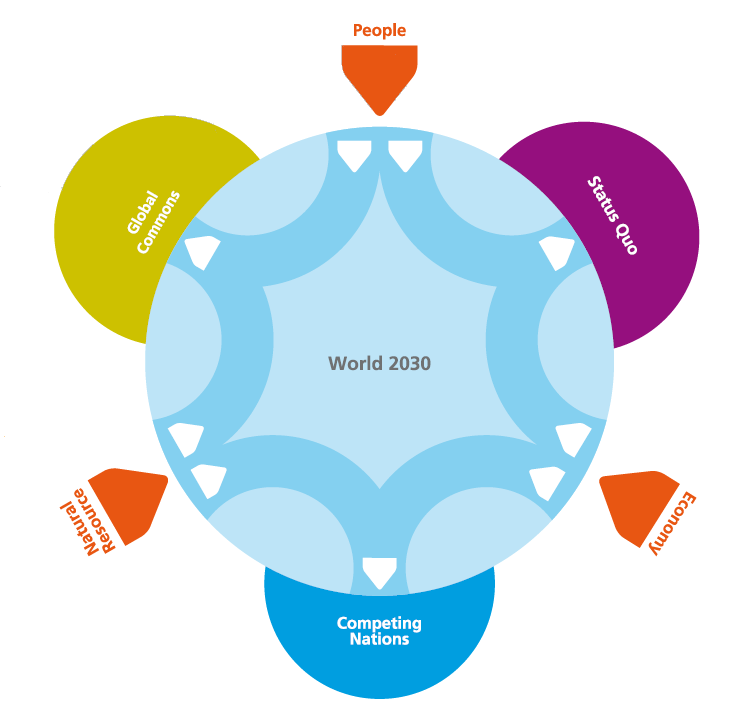 People
Global
Commons
Status Quo
World 2030
Natural
Resource
Economy
Competing
Nations